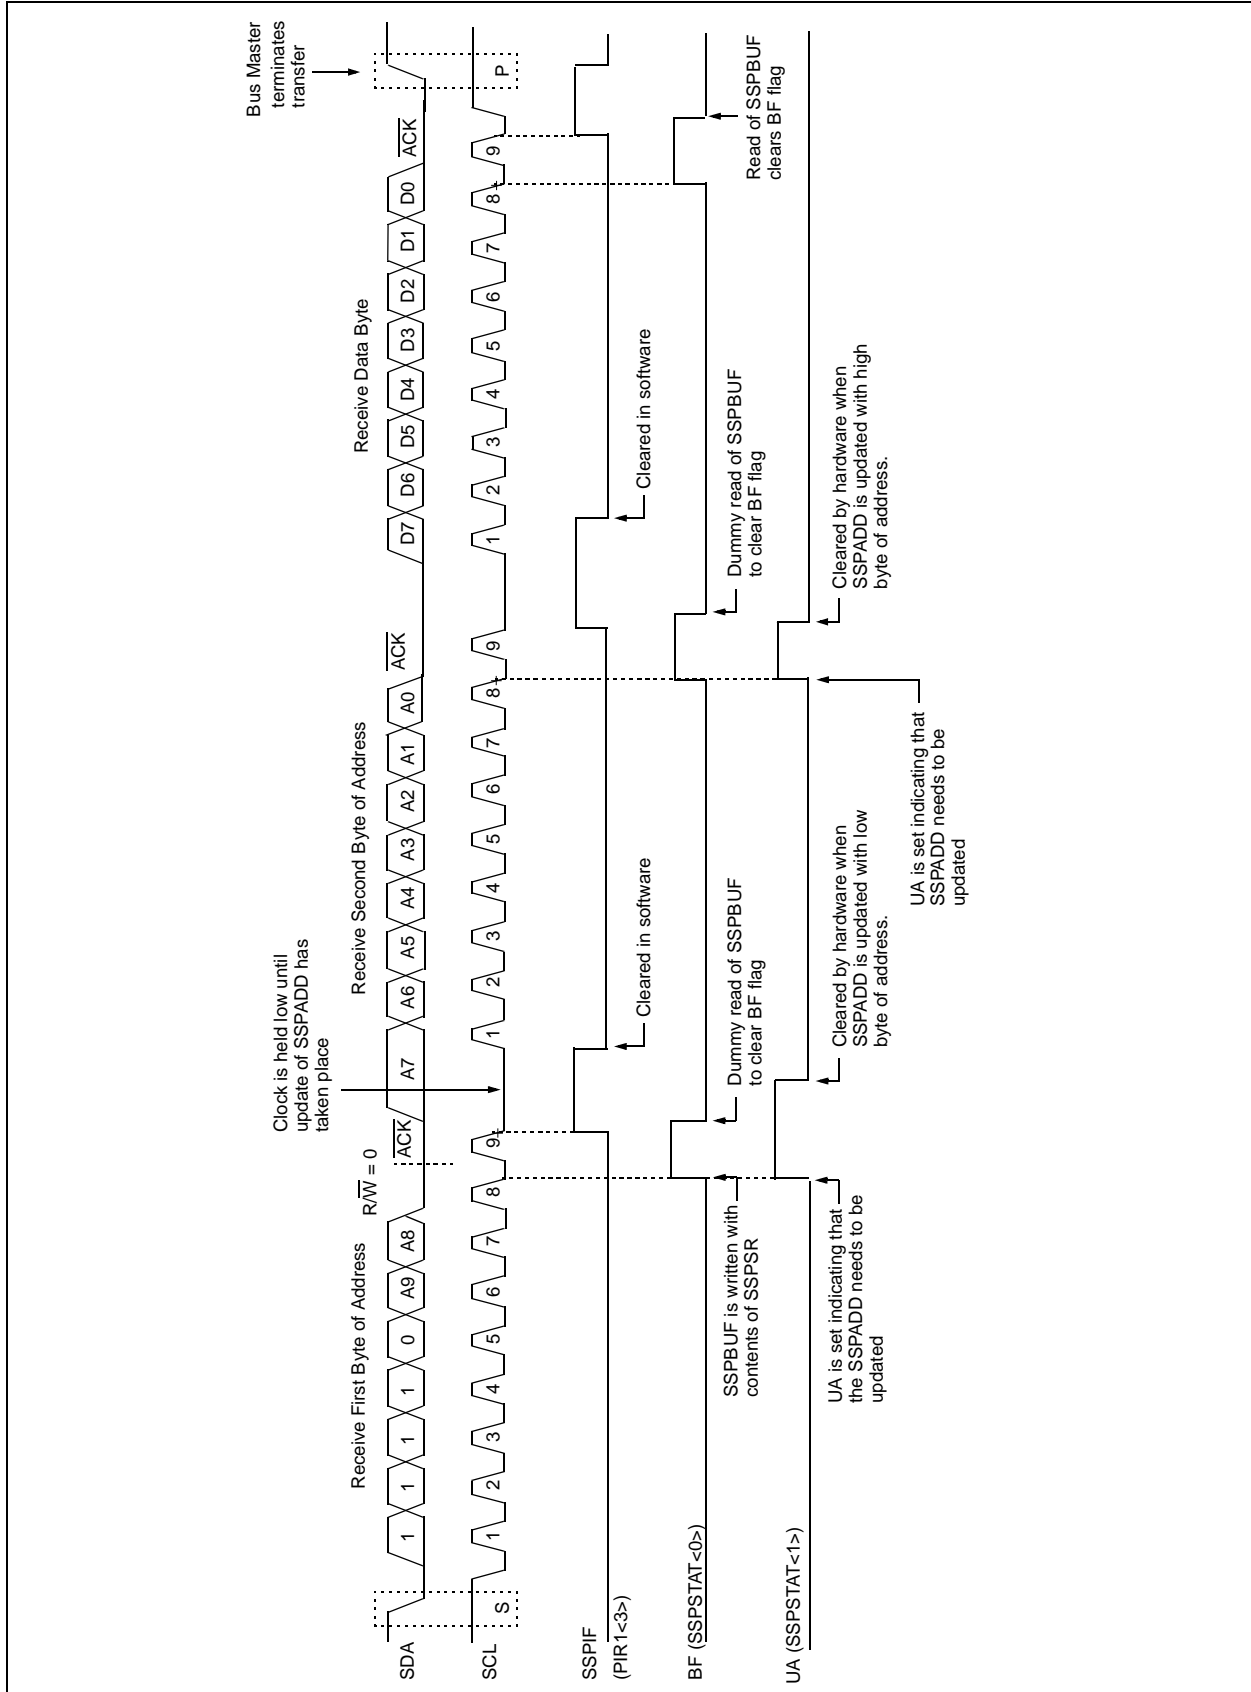 Bus Master
terminates
transfer
Receive First Byte of Address
R/W = 0
Clock is held low until
update of SSPADD has
taken place
Receive Second Byte of Address
Receive Data Byte
SDA
1
1
1
1
0
A9
A8
ACK
A7
A6
A5
A4
A3
A2
A1
A0
ACK
D7
D6
D5
D4
D3
D2
D1
D0
ACK
SCL
S
1
2
3
4
5
6
7
8
9
1
2
3
4
5
6
7
8
9
1
2
3
4
5
6
7
8
9
P
SSPIF
(PIR1<3>)
Cleared in software
Cleared in software
BF (SSPSTAT<0>)
SSPBUF is written with
contents of SSPSR
Dummy read of SSPBUF
to clear BF flag
Dummy read of SSPBUF
to clear BF flag
Read of SSPBUF
clears BF flag
UA (SSPSTAT<1>)
UA is set indicating that
the SSPADD needs to be
updated
Cleared by hardware when
SSPADD is updated with low
byte of address.
UA is set indicating that
SSPADD needs to be
updated
Cleared by hardware when
SSPADD is updated with high
byte of address.